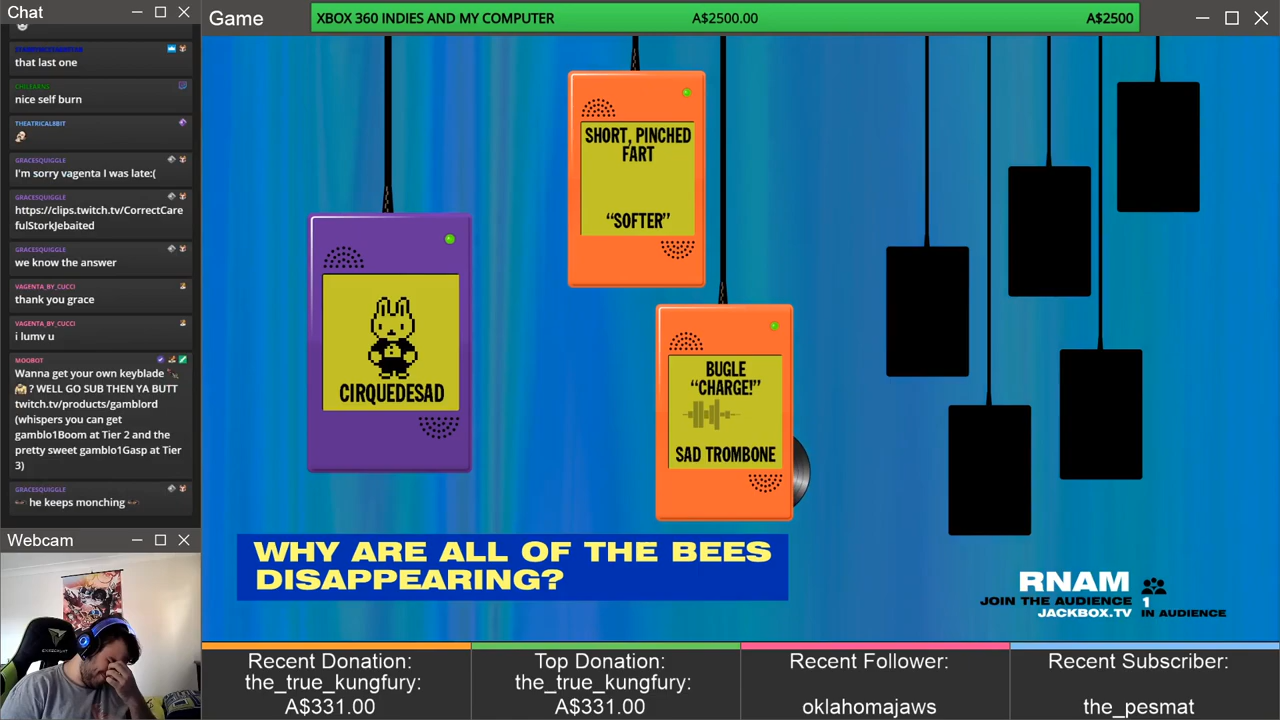 Chat
that last one
CHILEARNS
nice self burn
THEATRICAL8BIT
GRACESQUIGGLE
I'm sorry vagenta I was late:(
GRACESQUIGGLE
https://clips.twitch.tv/CorrectCare
fulStorkJebaited
GRACESQUIGGLE
we know the answer
VAGENTA_BY_CUCCI
thank you grace
VAGENTA_BY_CUCCI
i lumv u
MOOBOT
Wanna get your own keyblade
? WELL GO SUB THEN YA BUTT
twitch.tv/products/gamblord
(whispers you can get
gamblo1Boom at Tier 2 and the
pretty sweet gamblo1Gasp at Tier
3)
GRACESQUIGGLE
he keeps monching
Webcam
Game
XBOX 360 INDIES AND MY COMPUTER
A$2500.00
A$2500
SHORT, PINCHED
FART
“SOFTER”
CIRQUEDESAD
BUGLE
“CHARGE!”
SAD TROMBONE
WHY ARE ALL OF THE BEES
DISAPPEARING?
RNAM
JOIN THE AUDIENCE
JACKBOX.TV
1
IN AUDIENCE
Recent Donation:
the_true_kungfury:
A$331.00
Top Donation:
the_true_kungfury:
A$331.00
Recent Follower:
oklahomajaws
Recent Subscriber:
the_pesmat